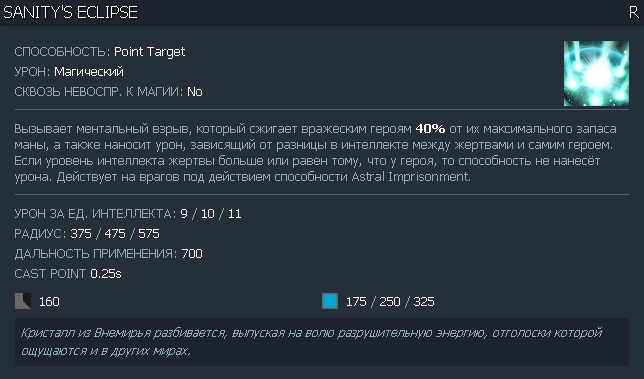 SANITY'S ECLIPSE R
СПОСОБНОСТЬ: Point Target
УРОН: Магический
СКВОЗЬ НЕВОСПР. К МАГИИ: No
Вызывает ментальный взрыв, который сжигает вражеским героям 40% от их максимального запаса
маны, а также наносит урон, зависящий от разницы в интеллекте между жертвами и самим героем.
Если уровень интеллекта жертвы больше или равен тому, что у героя, то способность не нанесёт
урона. Действует на врагов под действием способности Astral Imprisonment.
УРОН ЗА ЕД. ИНТЕЛЛЕКТА: 9 / 10 / 11
РАДИУС: 375 / 475 / 575
ДАЛЬНОСТЬ ПРИМЕНЕНИЯ: 700
CAST POINT 0.25s
160 175 / 250 / 325
Кристалл из Внемирья разбивается, выпуская на волю разрушительную энергию, отголоски которой
ощущаются и в других мирах.